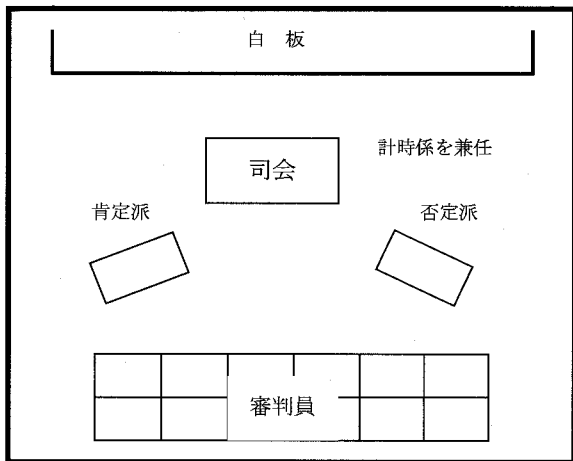 白 板
司会
計時係を兼任
肯定派
否定派
審判員